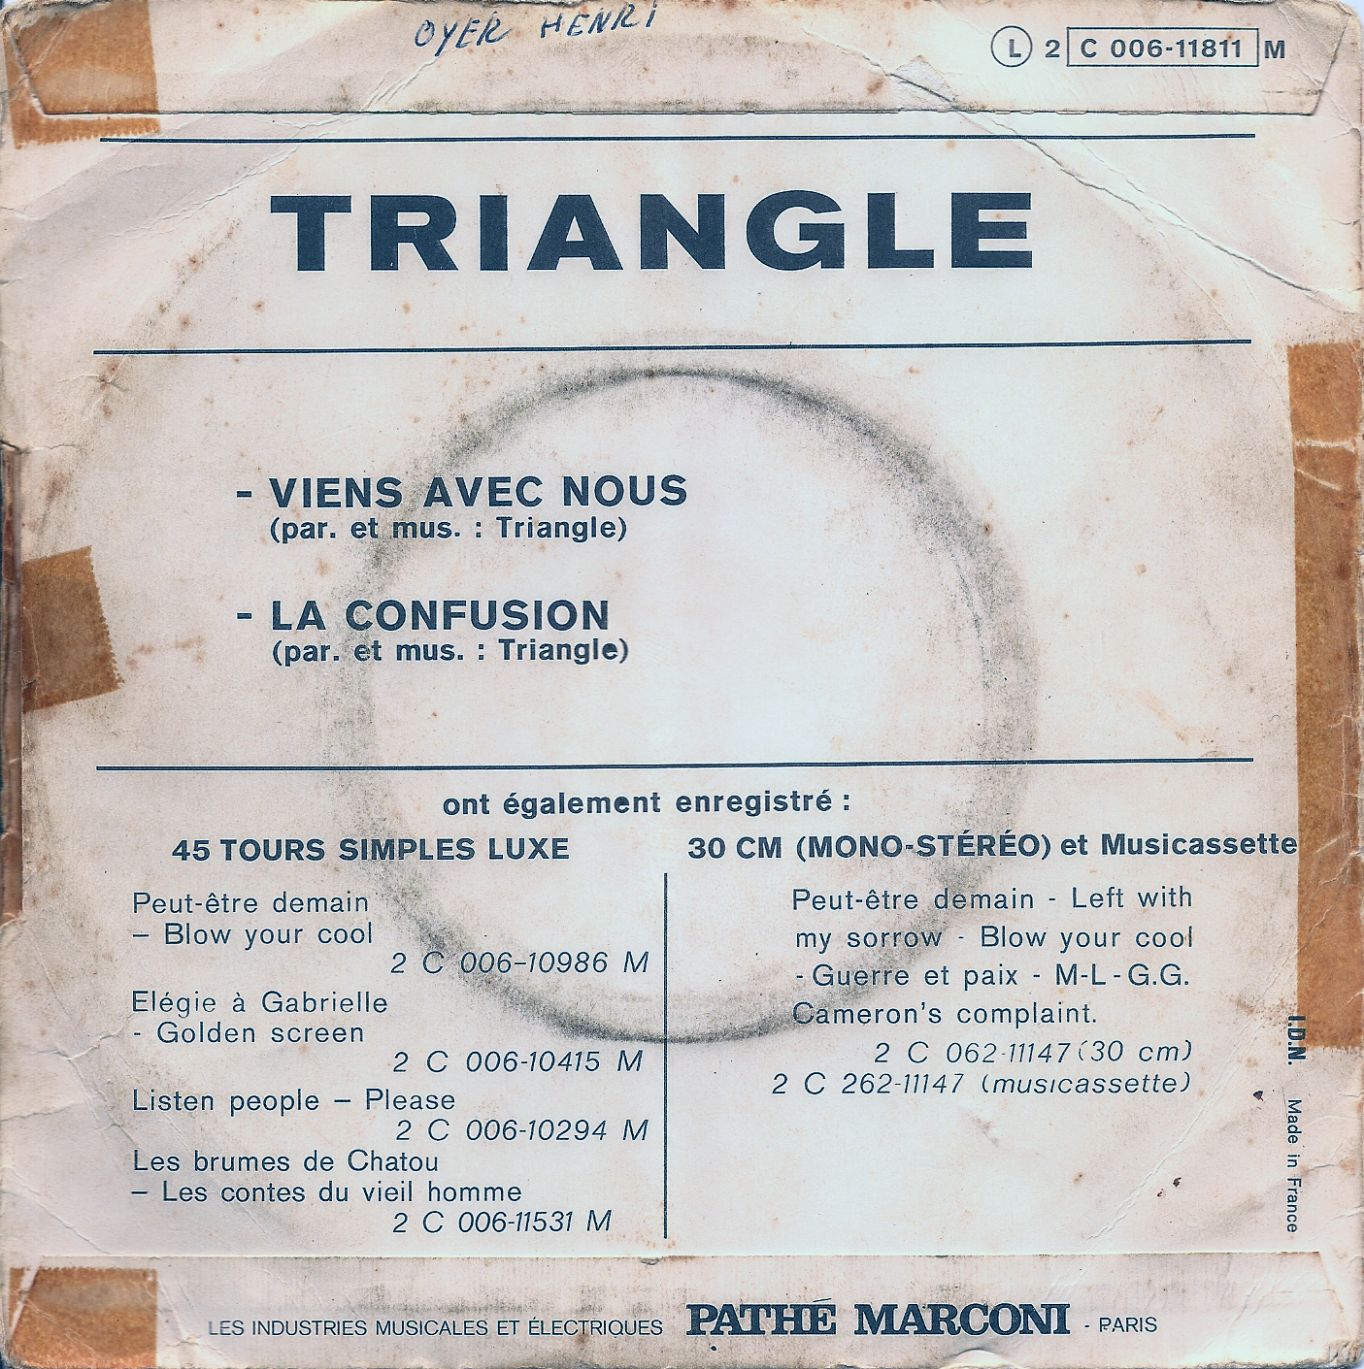 OYER HENRI
L 2 C 006-11811 M
TRIANGLE
- VIENS AVEC NOUS
(par. et mus. : Triangle)
- LA CONFUSION
(par. et mus. : Triangle)
ont également enregistré :
45 TOURS SIMPLES LUXE
Peut-être demain
– Blow your cool
2 C 006-10986 M
Elégie à Gabrielle
- Golden screen
2 C 006-10415 M
Listen people – Please
2 C 006-10294 M
Les brumes de Chatou
– Les contes du vieil homme
2 C 006-11531 M
30 CM (MONO-STÉRÉO) et Musicassette
Peut-être demain - Left with
my sorrow - Blow your cool
- Guerre et paix - M-L-G.G.
Cameron's complaint.
2 C 062-11147 (30 cm)
2 C 262-11147 (musicassette)
I.D.N. Made in France
LES INDUSTRIES MUSICALES ET ÉLECTRIQUES PATHÉ MARCONI - PARIS